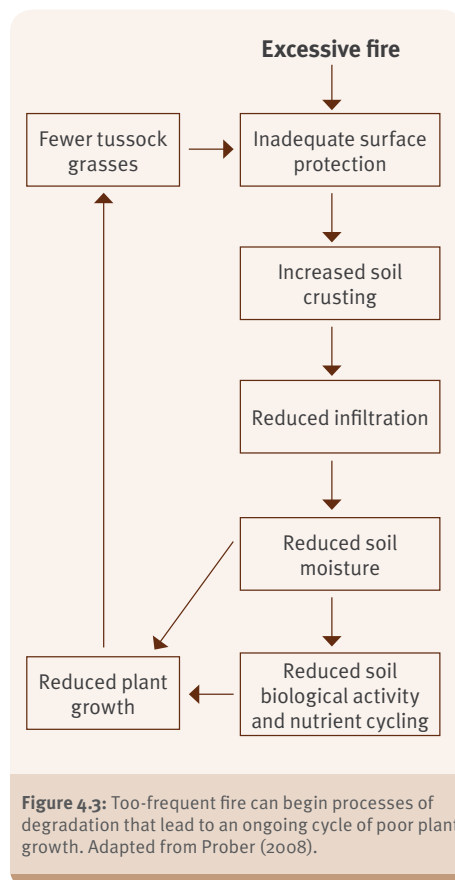 Excessive fire
Fewer tussock
grasses
Inadequate surface
protection
Increased soil
crusting
Reduced infiltration
Reduced soil
moisture
Reduced plant
growth
Reduced soil
biological activity
and nutrient cycling
Figure 4.3: Too-frequent fire can begin processes of
degradation that lead to an ongoing cycle of poor plant
growth. Adapted from Prober (2008).